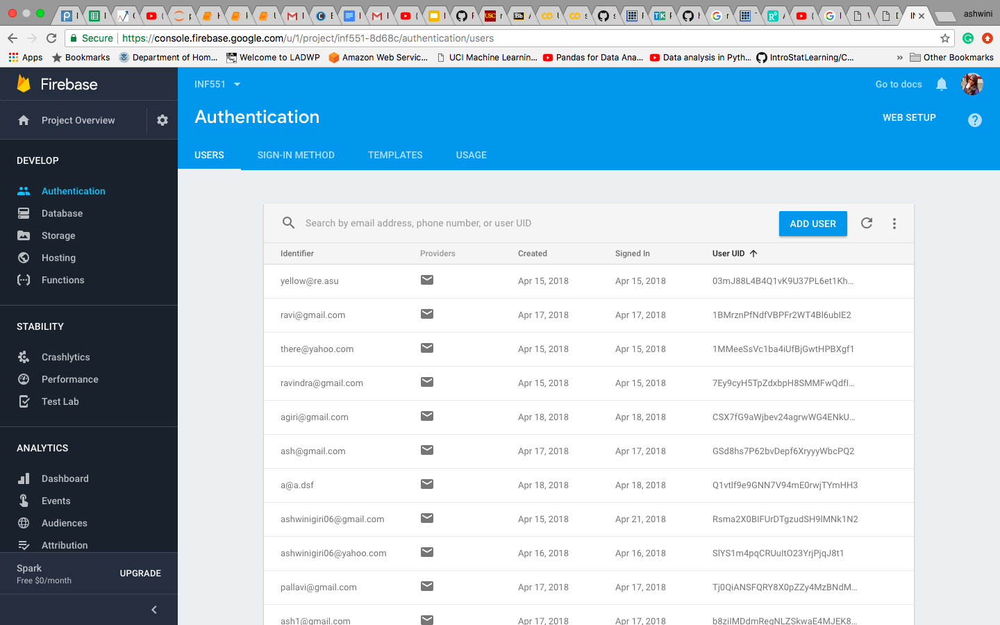 ashwini
Secure
https://console.firebase.google.com/u/1/project/inf551-8d68c/authentication/users
Apps
Bookmarks
Department of Hom...
Welcome to LADWP
Amazon Web Servic...
UCI Machine Learnin...
Pandas for Data Ana...
Data analysis in Pyth...
IntroStatLearning/C...
»
Other Bookmarks
Firebase
Project Overview
DEVELOP
Authentication
Database
Storage
Hosting
Functions
STABILITY
Crashlytics
Performance
Test Lab
ANALYTICS
Dashboard
Events
Audiences
Attribution
Spark
Free $0/month
UPGRADE
INF551
Go to docs
Authentication
WEB SETUP
USERS SIGN-IN METHOD TEMPLATES USAGE
Search by email address, phone number, or user UID
ADD USER
Identifier Providers Created Signed In User UID
yellow@re.asu Apr 15, 2018 Apr 15, 2018 03mJ88L4B4Q1vK9U37PL6et1Kh...
ravi@gmail.com Apr 17, 2018 Apr 17, 2018 1BMrznPfNdfVBPFr2WT4Bl6ubIE2
there@yahoo.com Apr 15, 2018 Apr 15, 2018 1MMeeSsVc1ba4iUfBjGwtHPBXgf1
ravindra@gmail.com Apr 15, 2018 Apr 15, 2018 7Ey9cyH5TpZdxbpH8SMMFwQdfI...
agiri@gmail.com Apr 18, 2018 Apr 18, 2018 CSX7fG9aWjbev24agrwWG4ENkU...
ash@gmail.com Apr 17, 2018 Apr 17, 2018 GSd8hs7P62bvDepf6XryyyWbcPQ2
a@a.dsf Apr 18, 2018 Apr 18, 2018 Q1vtlf9e9GNN7V94mE0rwjTYmHH3
ashwinigiri06@gmail.com Apr 15, 2018 Apr 21, 2018 Rsma2X0BIFUrDTgzudSH9lMNk1N2
ashwinigiri06@yahoo.com Apr 16, 2018 Apr 16, 2018 SlYS1m4pqCRUuItO23YrjPjqJ8t1
pallavi@gmail.com Apr 17, 2018 Apr 17, 2018 Tj0QiANSFQRY8X0pZZy4MzBNdM...
ash1@gmail.com Apr 17, 2018 Apr 17, 2018 b8ziIMDdmRegNLZSkwaE4MJEK8...